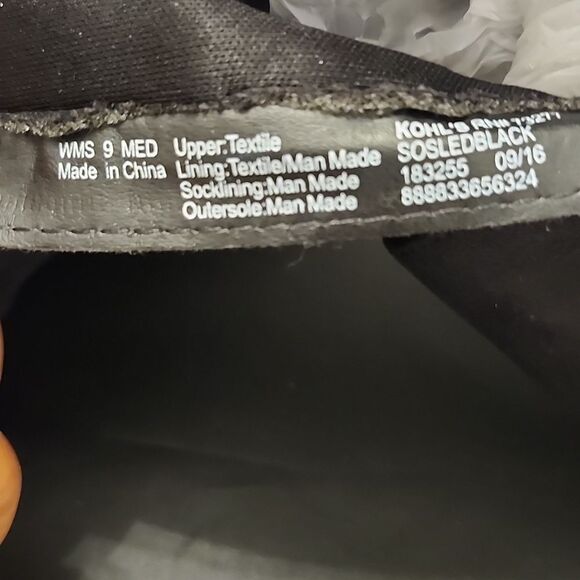 WMS 9 MED
Made in China
Upper:Textile
Lining:Textile/Man Made
Socklining:Man Made
Outersole:Man Made
KOHL'S
SOSLEDBLACK
183255 09/16
888833656324